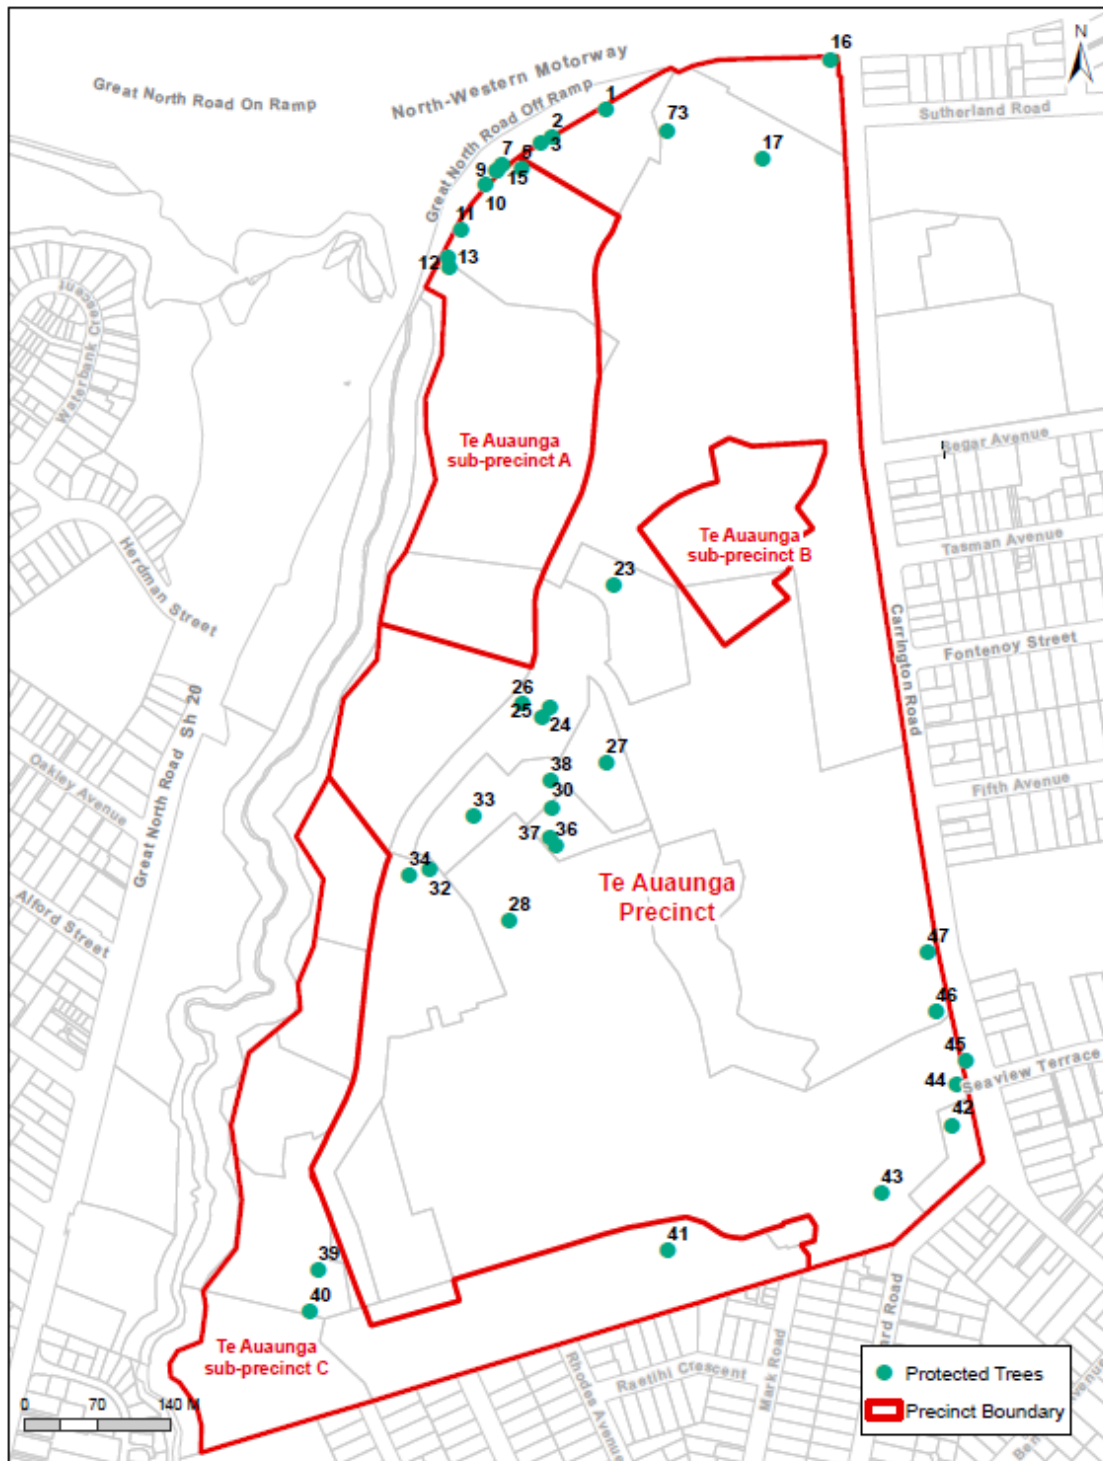 N
16
Great North Road On Ramp
North-Western Motorway
Great North Road Off Ramp
Sutherland Road
1
2
3
73
17
7
5
9
15
10
11
12
13
Waterbank Crescent
Te Auaunga
sub-precinct A
Segar Avenue
Te Auaunga
sub-precinct B
Tasman Avenue
Herdman Street
23
Carrington Road
Fontenoy Street
26
25
24
Great North Road Sh 20
27
38
Oakley Avenue
Fifth Avenue
33
30
37
36
34
32
Te Auaunga
Precinct
Alford Street
28
47
46
45
44
Seaview Terrace
42
43
41
39
40
Te Auaunga
sub-precinct C
Rhodes Avenue
Raetihi Crescent
Mark Road
ard Road
Protected Trees
Precinct Boundary
0 70 140 M